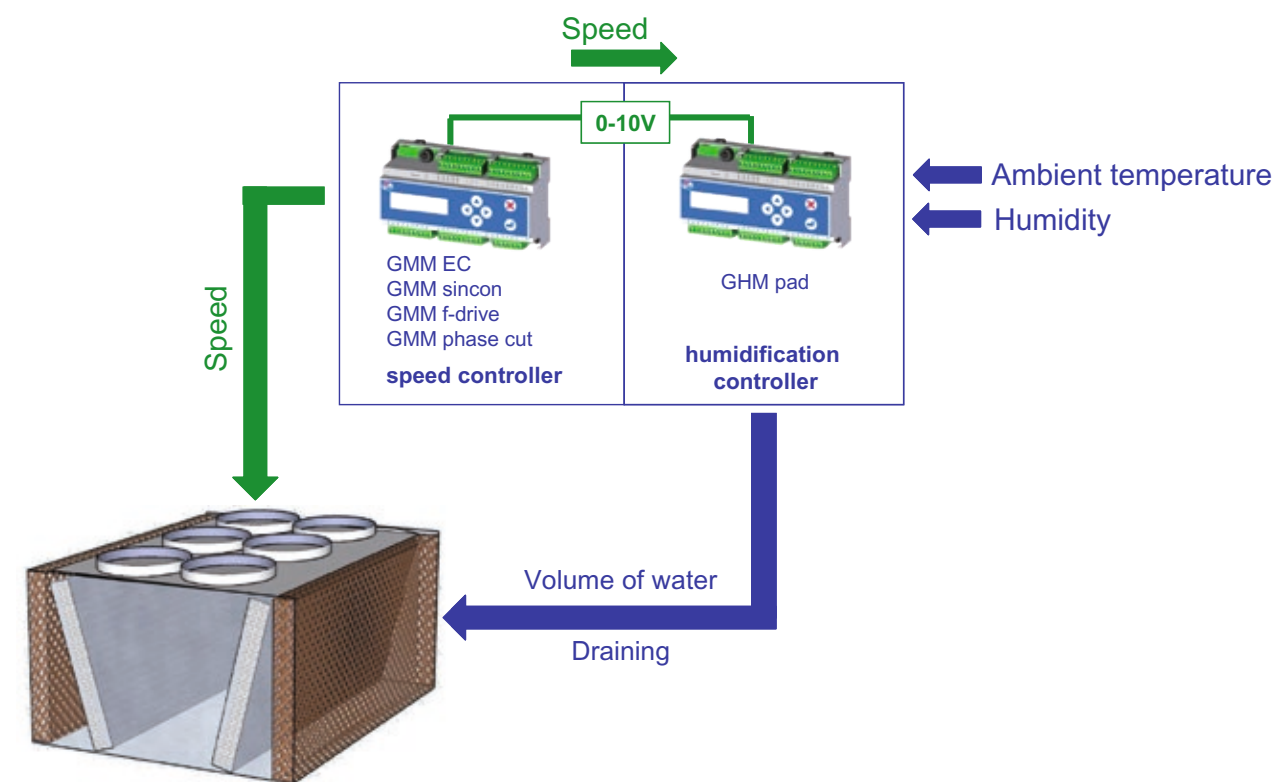 Speed
0-10V
Ambient temperature
Humidity
GMM EC
GMM sincon
GMM f-drive
GMM phase cut
speed controller
GHM pad
humidification
controller
Speed
Volume of water
Draining